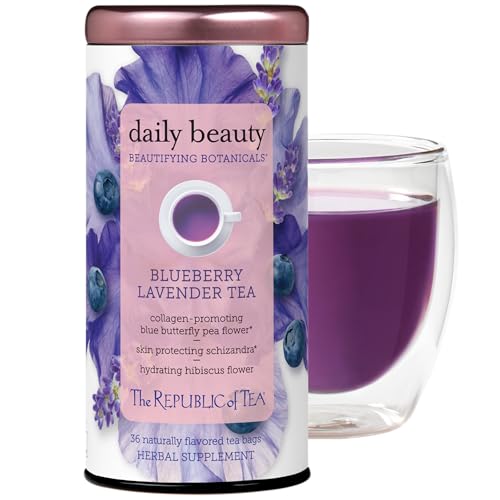 daily beauty
BEAUTIFYING BOTANICALS®
BLUEBERRY
LAVENDER TEA
collagen-promoting
blue butterfly pea flower*
skin protecting schizandra*
hydrating hibiscus flower
The REPUBLIC of TEA®
36 naturally flavored tea bags
HERBAL SUPPLEMENT